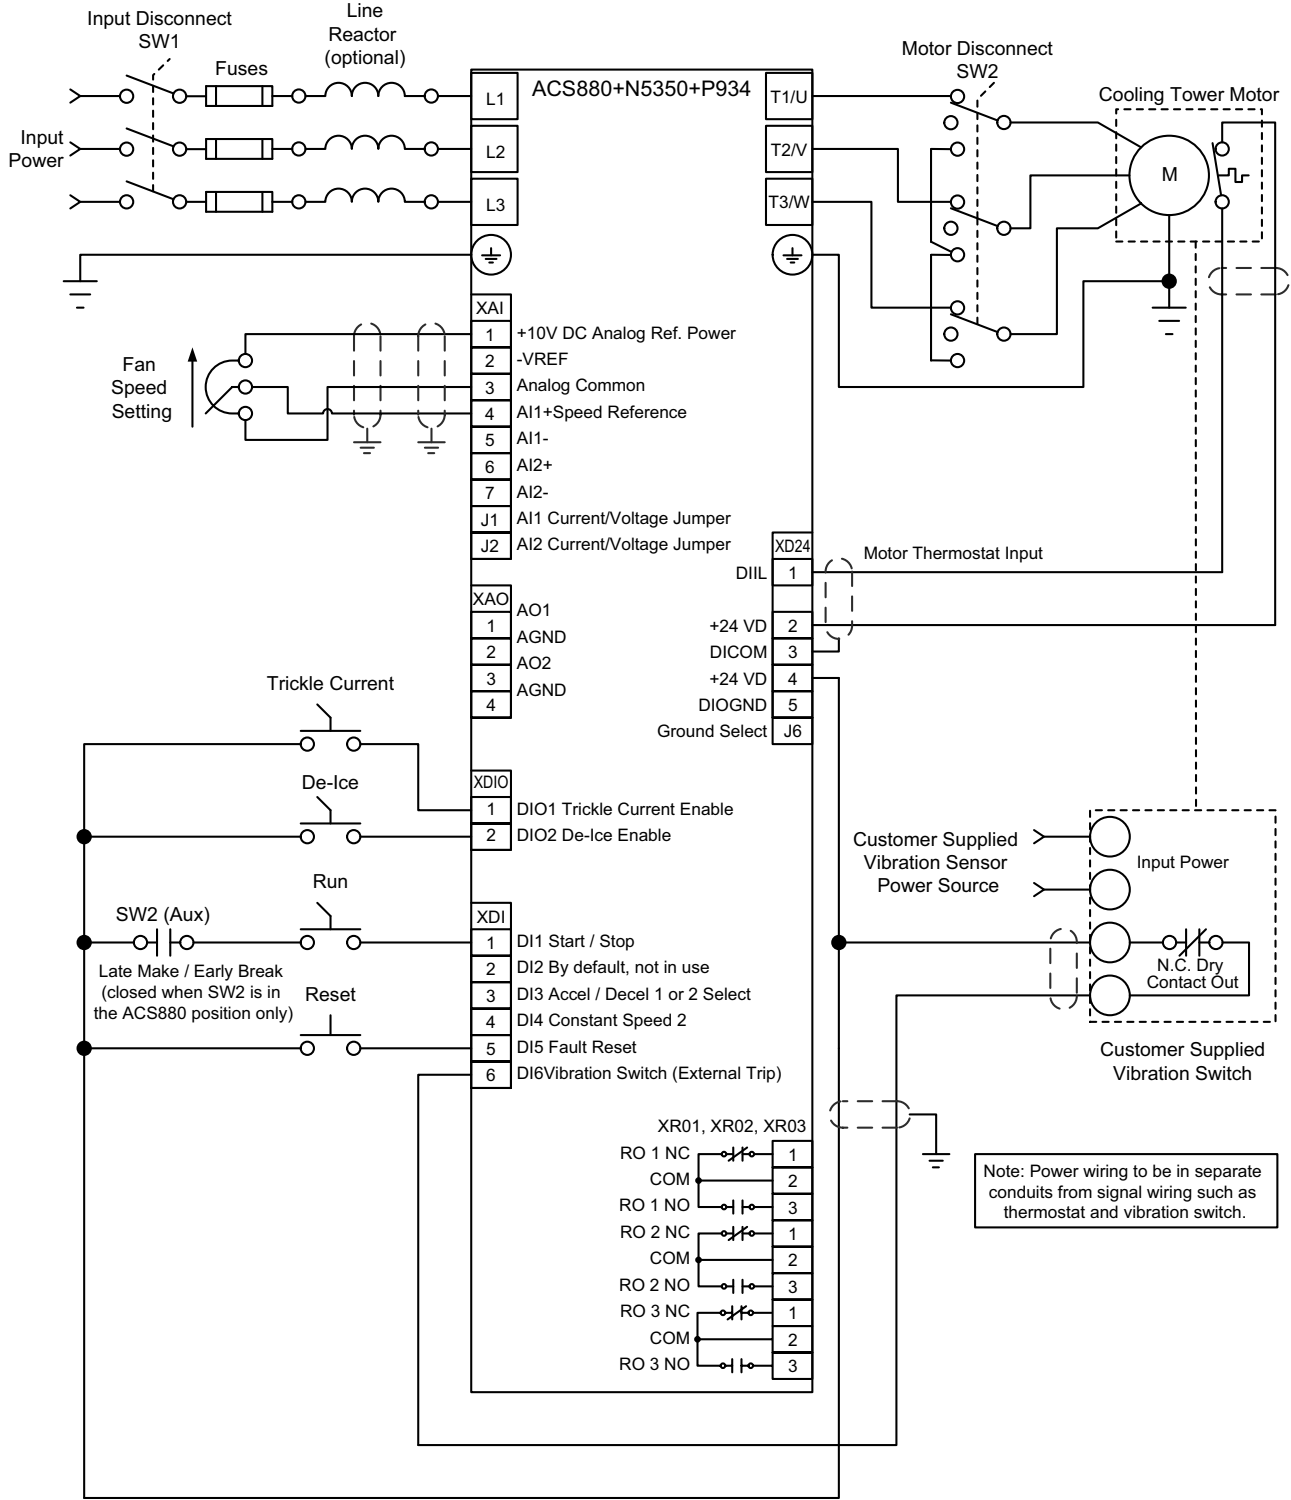 Input Disconnect
SW1
Line
Reactor
(optional)
Fuses
Input
Power
L1
L2
L3
ACS880+N5350+P934
T1/U
T2/V
T3/W
Motor Disconnect
SW2
Cooling Tower Motor
M
Fan
Speed
Setting
XAI
1 +10V DC Analog Ref. Power
2 -VREF
3 Analog Common
4 AI1+Speed Reference
5 AI1-
6 AI2+
7 AI2-
J1 AI1 Current/Voltage Jumper
J2 AI2 Current/Voltage Jumper
XD24
Motor Thermostat Input
DIIL 1
+24 VD 2
DICOM 3
+24 VD 4
DIOGND 5
Ground Select J6
XAO
AO1
1
AGND
2
AO2
3
AGND
4
Trickle Current
De-Ice
XDIO
1 DIO1 Trickle Current Enable
2 DIO2 De-Ice Enable
Run
SW2 (Aux)
Late Make / Early Break
(closed when SW2 is in
the ACS880 position only)
Reset
XDI
1 DI1 Start / Stop
2 DI2 By default, not in use
3 DI3 Accel / Decel 1 or 2 Select
4 DI4 Constant Speed 2
5 DI5 Fault Reset
6 DI6Vibration Switch (External Trip)
Customer Supplied
Vibration Sensor
Power Source
Input Power
N.C. Dry
Contact Out
Customer Supplied
Vibration Switch
XR01, XR02, XR03
RO 1 NC 1
COM 2
RO 1 NO 3
RO 2 NC 1
COM 2
RO 2 NO 3
RO 3 NC 1
COM 2
RO 3 NO 3
Note: Power wiring to be in separate
conduits from signal wiring such as
thermostat and vibration switch.